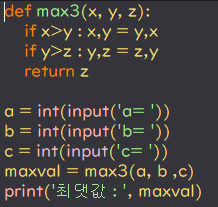 def max3(x, y, z):
if x>y : x,y = y,x
if y>z : y,z = z,y
return z
a = int(input('a= '))
b = int(input('b= '))
c = int(input('c= '))
maxval = max3(a, b ,c)
print('최댓값 : ', maxval)